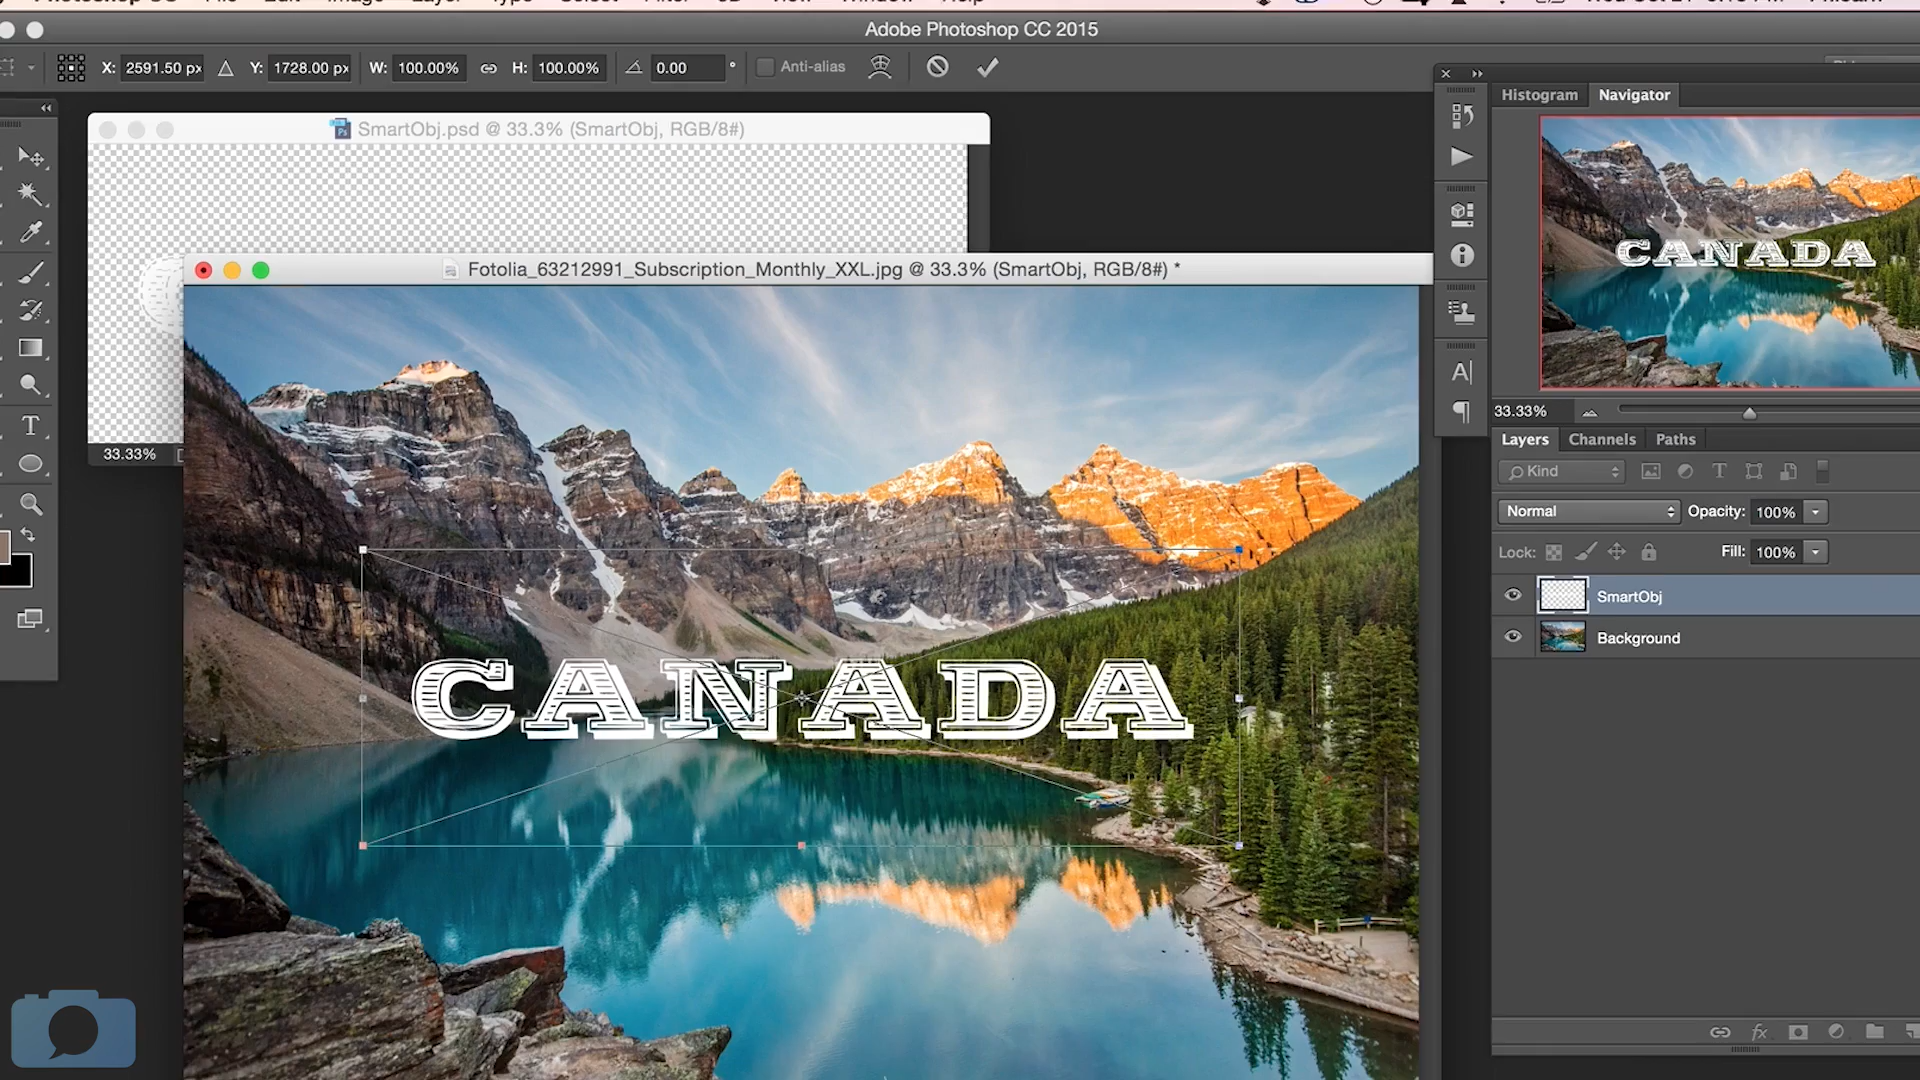 Adobe Photoshop CC 2015
X: 2591.50 px Y: 1728.00 px W: 100.00% H: 100.00% 0.00 ° Anti-alias
Histogram Navigator
SmartObj.psd @ 33.3% (SmartObj, RGB/8#)
Ps
Fotolia_63212991_Subscription_Monthly_XXL.jpg @ 33.3% (SmartObj, RGB/8#) *
CANADA
33.33%
T
CANADA
33.33%
Layers Channels Paths
Kind
Normal Opacity: 100%
Lock: Fill: 100%
SmartObj
Background
fx